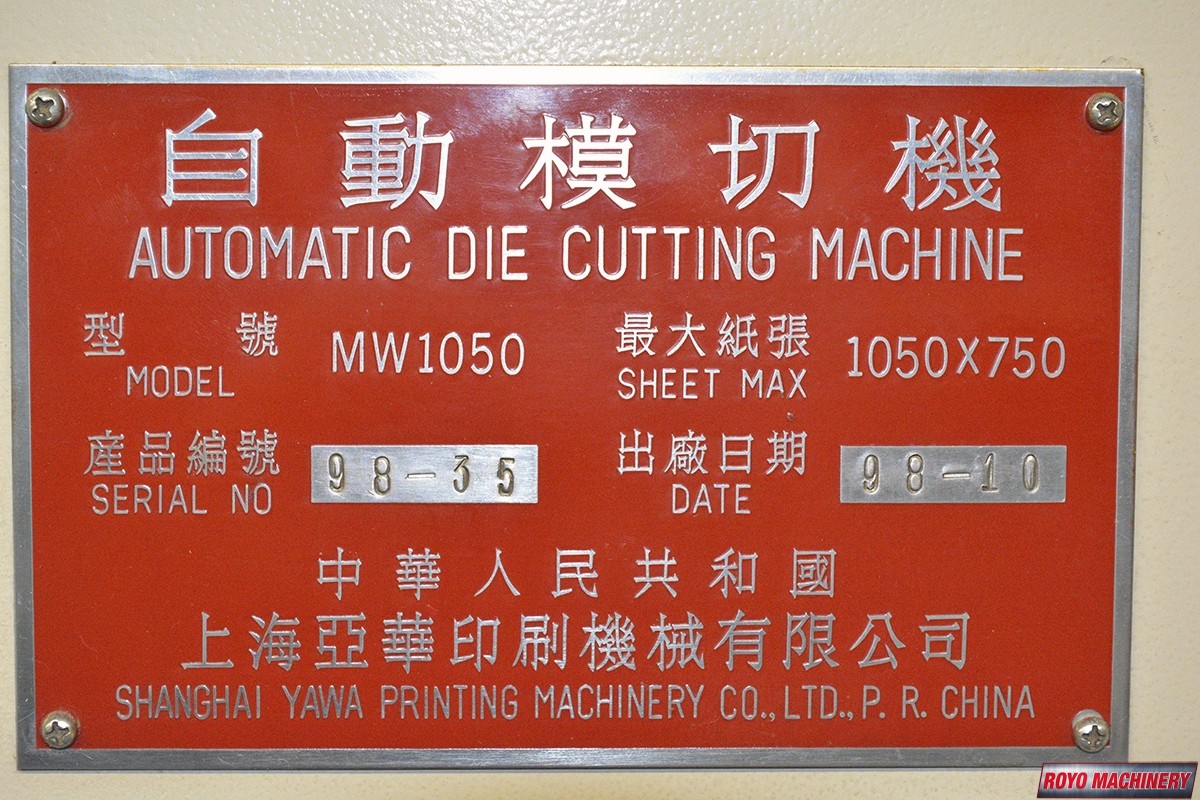 自動模切機
AUTOMATIC DIE CUTTING MACHINE
型號 MW1050 最大紙張 1050X750
MODEL SHEET MAX
産品編號 98-35 出廠日期 98-10
SERIAL NO DATE
中華人民共和國
上海亞華印刷機械有限公司
SHANGHAI YAWA PRINTING MACHINERY CO.,LTD.,P. R. CHINA
ROYO MACHINERY